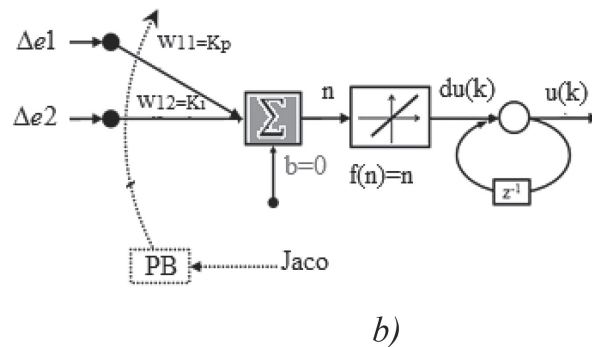 Δe1
W11=Kp
Δe2
W12=Ki
Σ
n
du(k)
u(k)
b=0
f(n)=n
z⁻¹
PB
Jaco
b)